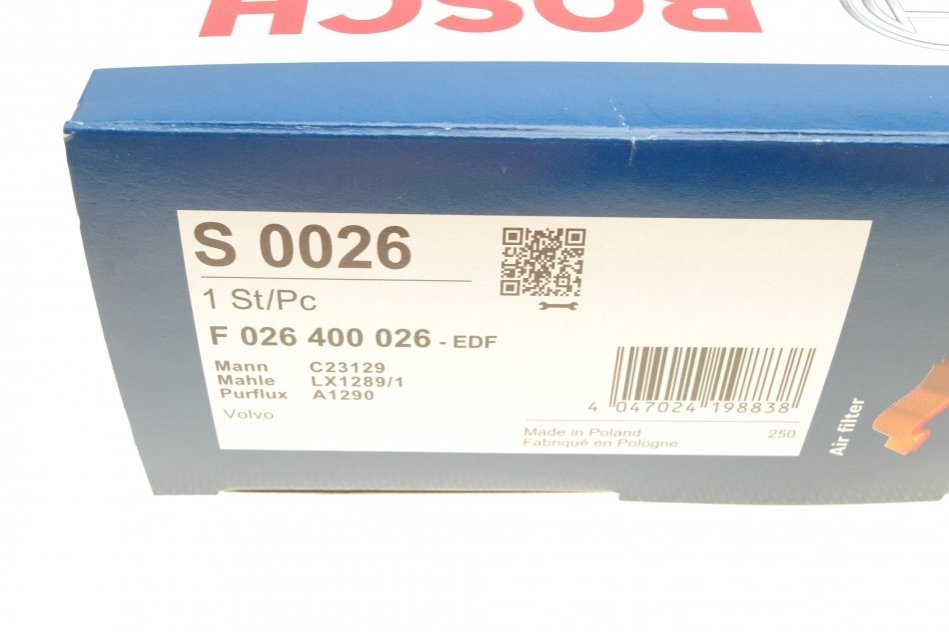 BOSCH
S 0026
1 St/Pc
F 026 400 026 - EDF
Mann C23129
Mahle LX1289/1
Purflux A1290
Volvo
4 047024 198838
Made in Poland 250
Fabriqué en Pologne
Air filter